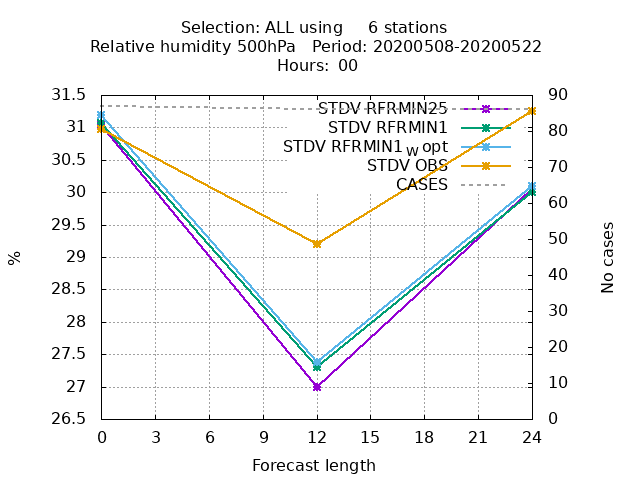 Selection: ALL using     6 stations
Relative humidity 500hPa   Period: 20200508-20200522
Hours:  00
31.5
31
30.5
30
29.5
29
28.5
28
27.5
27
26.5
%
STDV RFRMIN25
STDV RFRMIN1
STDV RFRMIN1 w opt
STDV OBS
CASES
90
80
70
60
50
40
30
20
10
0
No cases
0 3 6 9 12 15 18 21 24
Forecast length